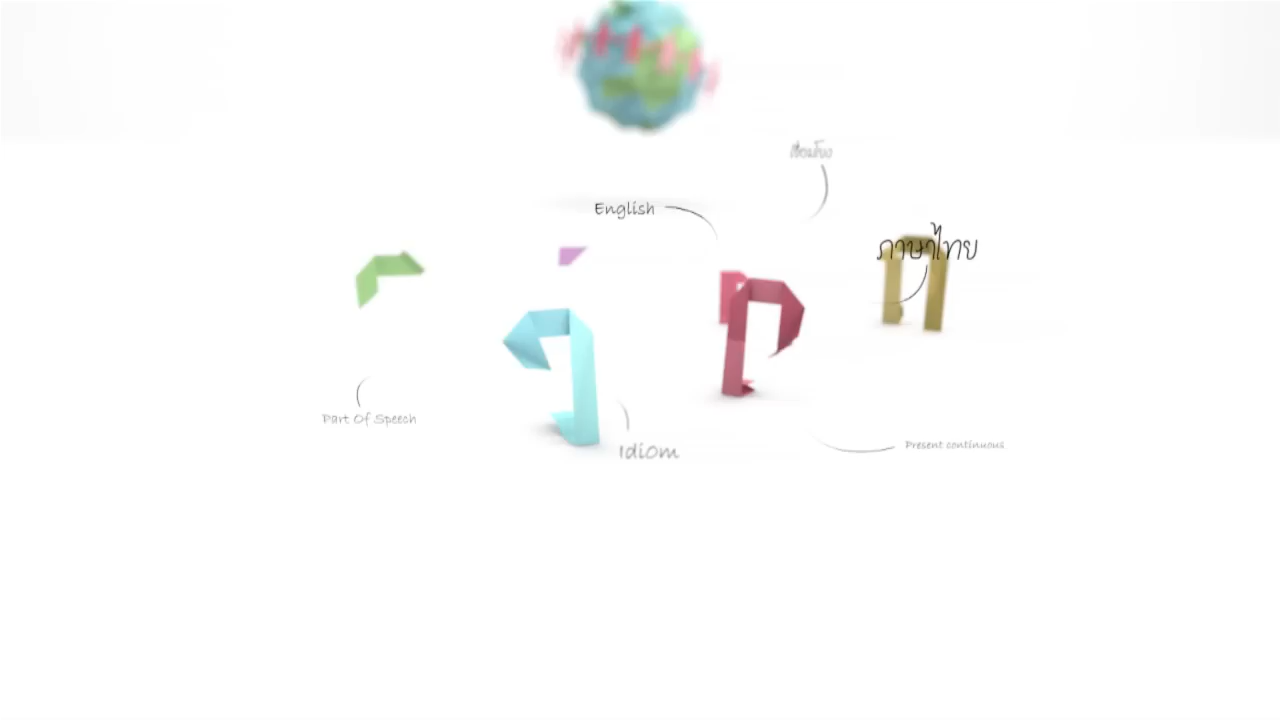 English
ภาษาไทย
Part Of Speech
IdiOm
Present continuous